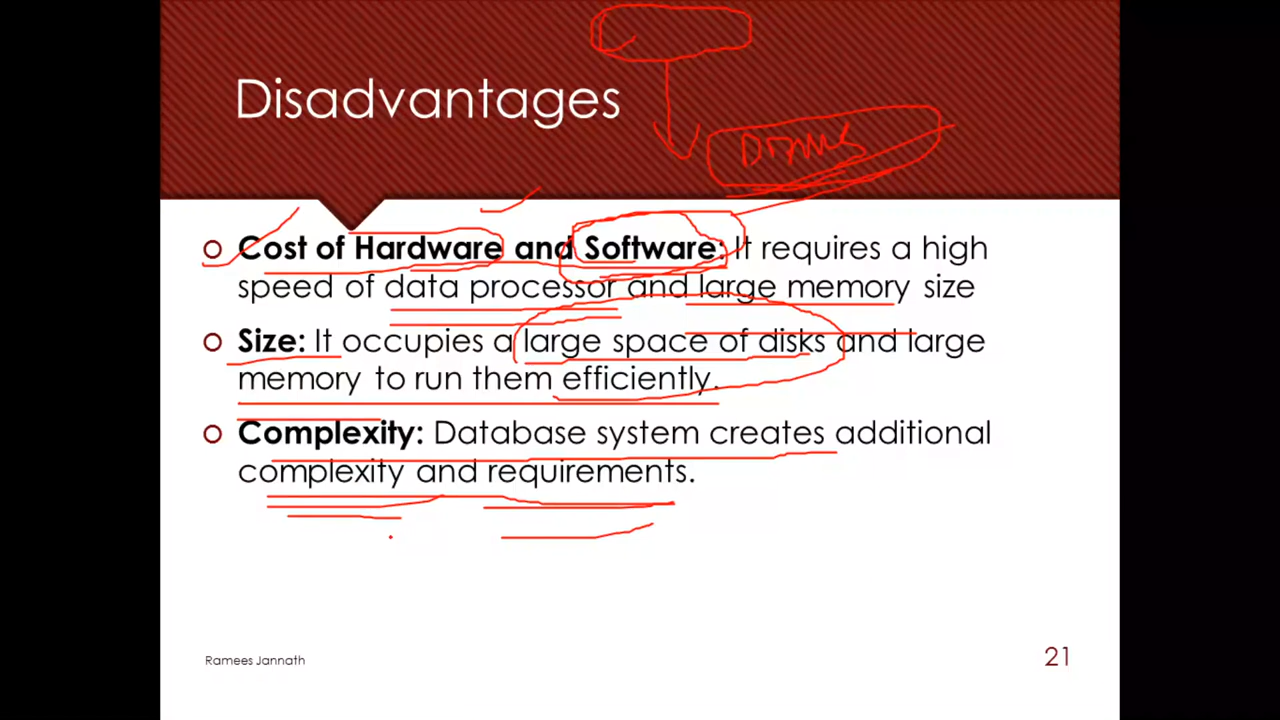 Disadvantages
DBMS
Cost of Hardware and Software: It requires a high
speed of data processor and large memory size
Size: It occupies a large space of disks and large
memory to run them efficiently.
Complexity: Database system creates additional
complexity and requirements.
Ramees Jannath
21